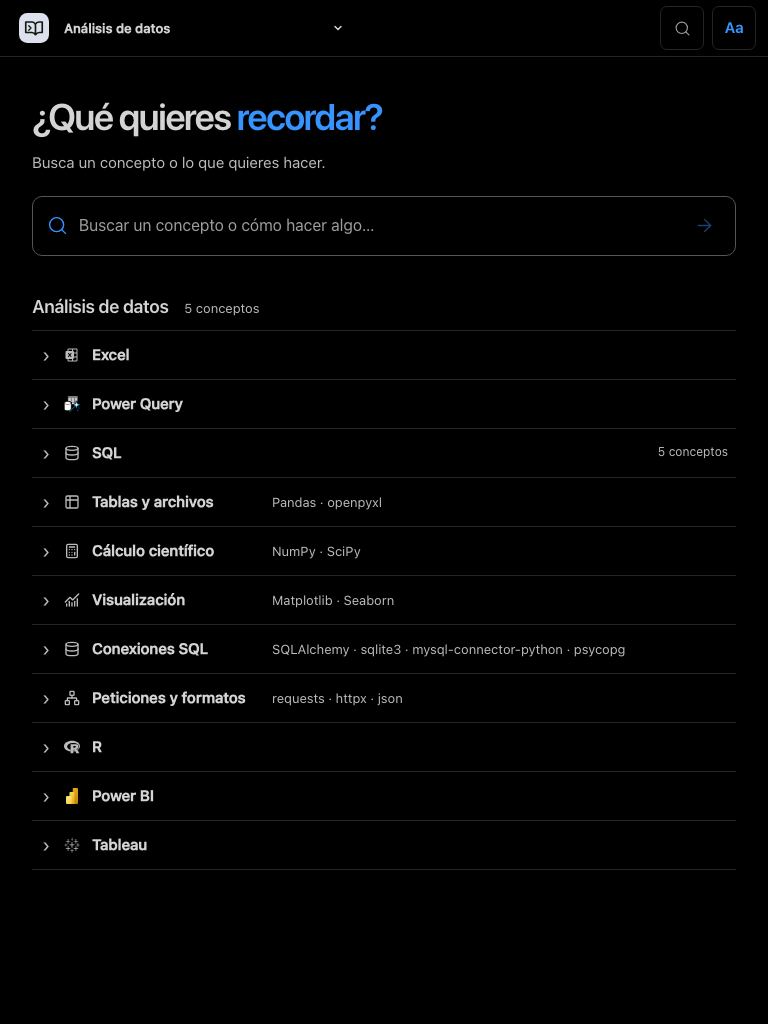 Análisis de datos
Aa
¿Qué quieres recordar?
Busca un concepto o lo que quieres hacer.
Buscar un concepto o cómo hacer algo...
Análisis de datos 5 conceptos
Excel
Power Query
SQL 5 conceptos
Tablas y archivos Pandas · openpyxl
Cálculo científico NumPy · SciPy
Visualización Matplotlib · Seaborn
Conexiones SQL SQLAlchemy · sqlite3 · mysql-connector-python · psycopg
Peticiones y formatos requests · httpx · json
R
Power BI
Tableau